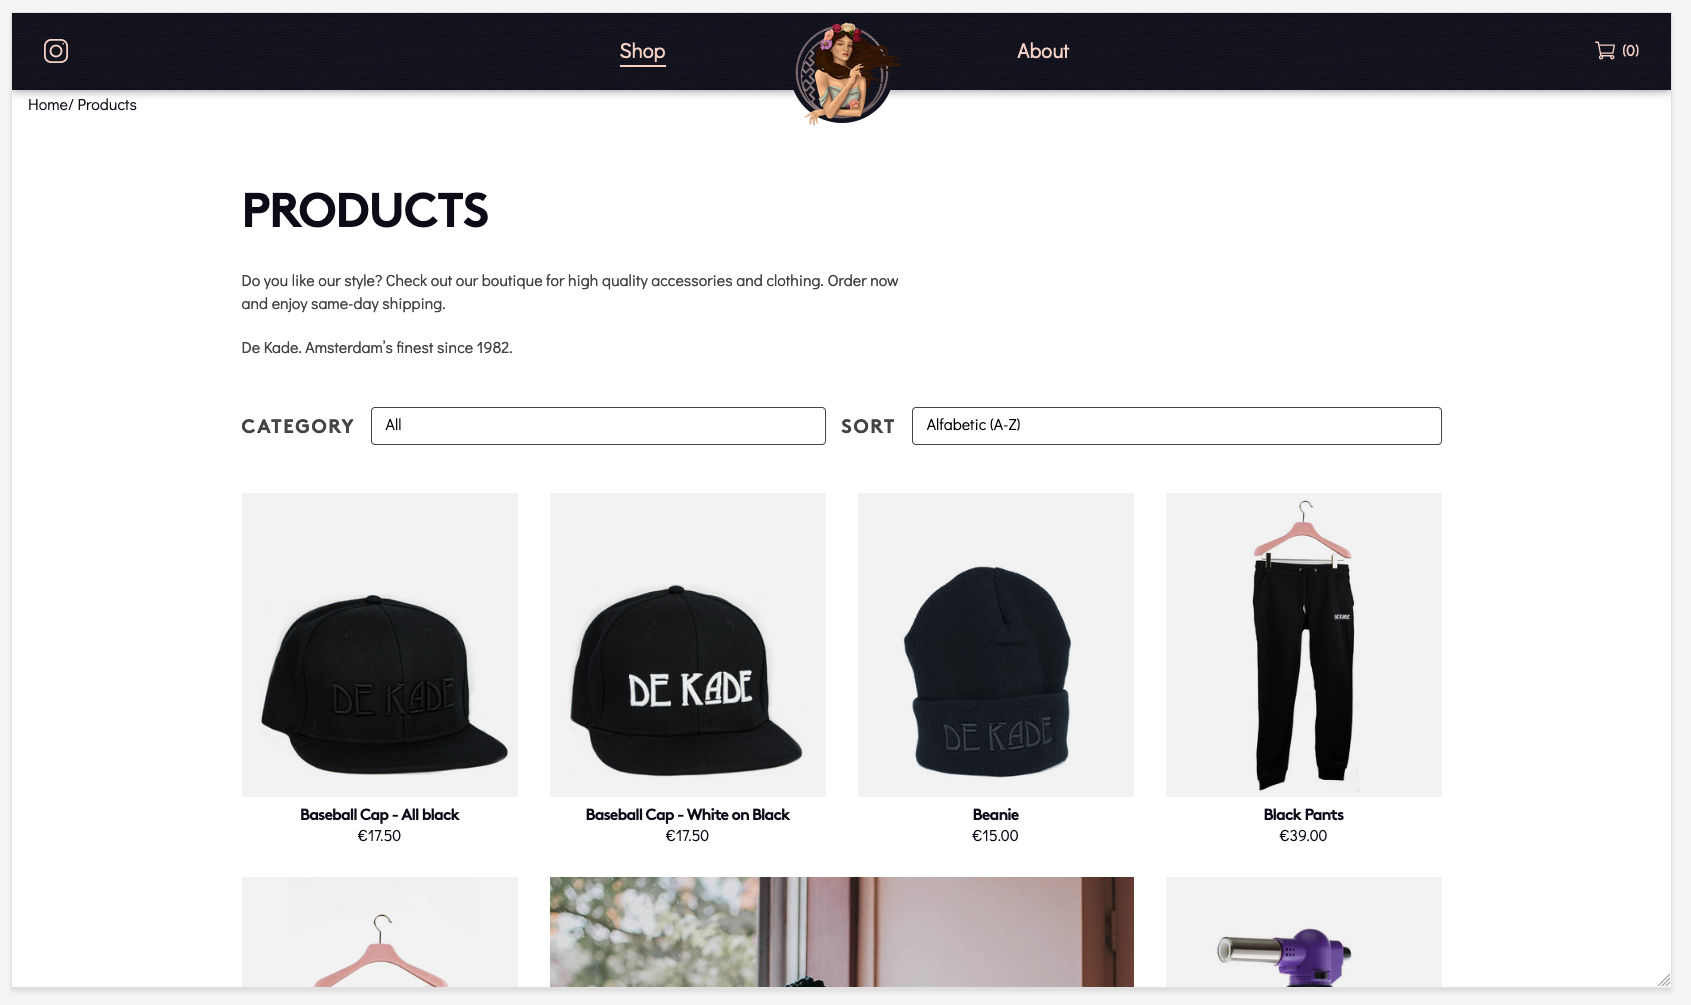 Shop
About
(0)
Home/ Products
PRODUCTS
Do you like our style? Check out our boutique for high quality accessories and clothing. Order now
and enjoy same-day shipping.
De Kade. Amsterdam's finest since 1982.
CATEGORY
All
SORT
Alfabetic (A-Z)
DE KADE
DE KADE
DE KADE
DE KADE
Baseball Cap - All black
€17.50
Baseball Cap - White on Black
€17.50
Beanie
€15.00
Black Pants
€39.00